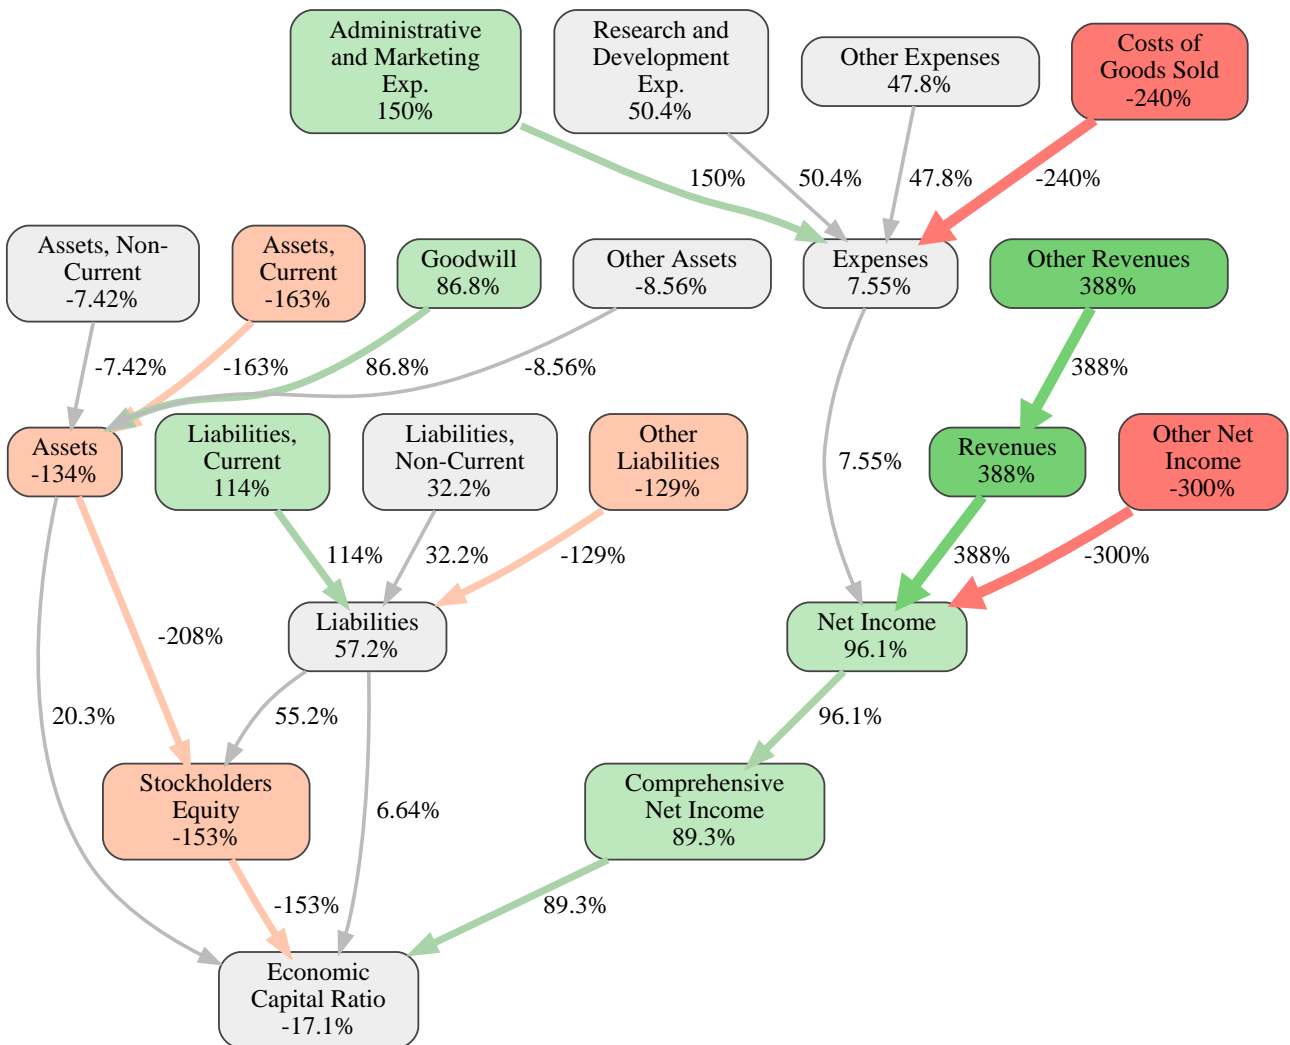 Administrative
and Marketing
Exp.
150%
Research and
Development
Exp.
50.4%
Other Expenses
47.8%
Costs of
Goods Sold
-240%
150%
50.4%
47.8%
-240%
Assets, Non-
Current
-7.42%
Assets,
Current
-163%
Goodwill
86.8%
Other Assets
-8.56%
Expenses
7.55%
Other Revenues
388%
-7.42%
-163%
86.8%
-8.56%
388%
Assets
-134%
Liabilities,
Current
114%
Liabilities,
Non-Current
32.2%
Other
Liabilities
-129%
7.55%
Revenues
388%
Other Net
Income
-300%
114%
32.2%
-129%
388%
-300%
-208%
Liabilities
57.2%
Net Income
96.1%
20.3%
55.2%
96.1%
Stockholders
Equity
-153%
6.64%
Comprehensive
Net Income
89.3%
-153%
89.3%
Economic
Capital Ratio
-17.1%